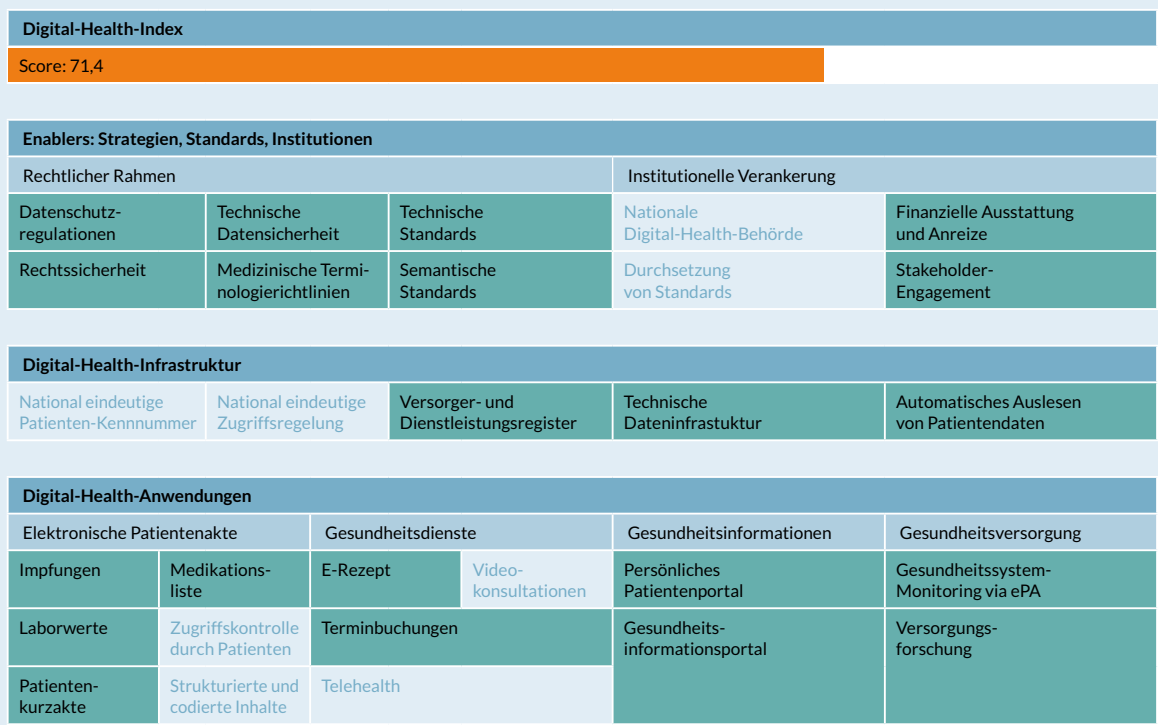 Digital-Health-Index
Score: 71,4
Enablers: Strategien, Standards, Institutionen
Rechtlicher Rahmen
Institutionelle Verankerung
Datenschutz-
regulationen
Technische
Datensicherheit
Technische
Standards
Nationale
Digital-Health-Behörde
Finanzielle Ausstattung
und Anreize
Rechtssicherheit
Medizinische Termi-
nologierichtlinien
Semantische
Standards
Durchsetzung
von Standards
Stakeholder-
Engagement
Digital-Health-Infrastruktur
National eindeutige
Patienten-Kennnummer
National eindeutige
Zugriffsregelung
Versorger- und
Dienstleistungsregister
Technische
Dateninfrastuktur
Automatisches Auslesen
von Patientendaten
Digital-Health-Anwendungen
Elektronische Patientenakte
Gesundheitsdienste
Gesundheitsinformationen
Gesundheitsversorgung
Impfungen
Medikations-
liste
E-Rezept
Video-
konsultationen
Persönliches
Patientenportal
Gesundheitssystem-
Monitoring via ePA
Laborwerte
Zugriffskontrolle
durch Patienten
Terminbuchungen
Gesundheits-
informationsportal
Versorgungs-
forschung
Patienten-
kurzakte
Strukturierte und
codierte Inhalte
Telehealth